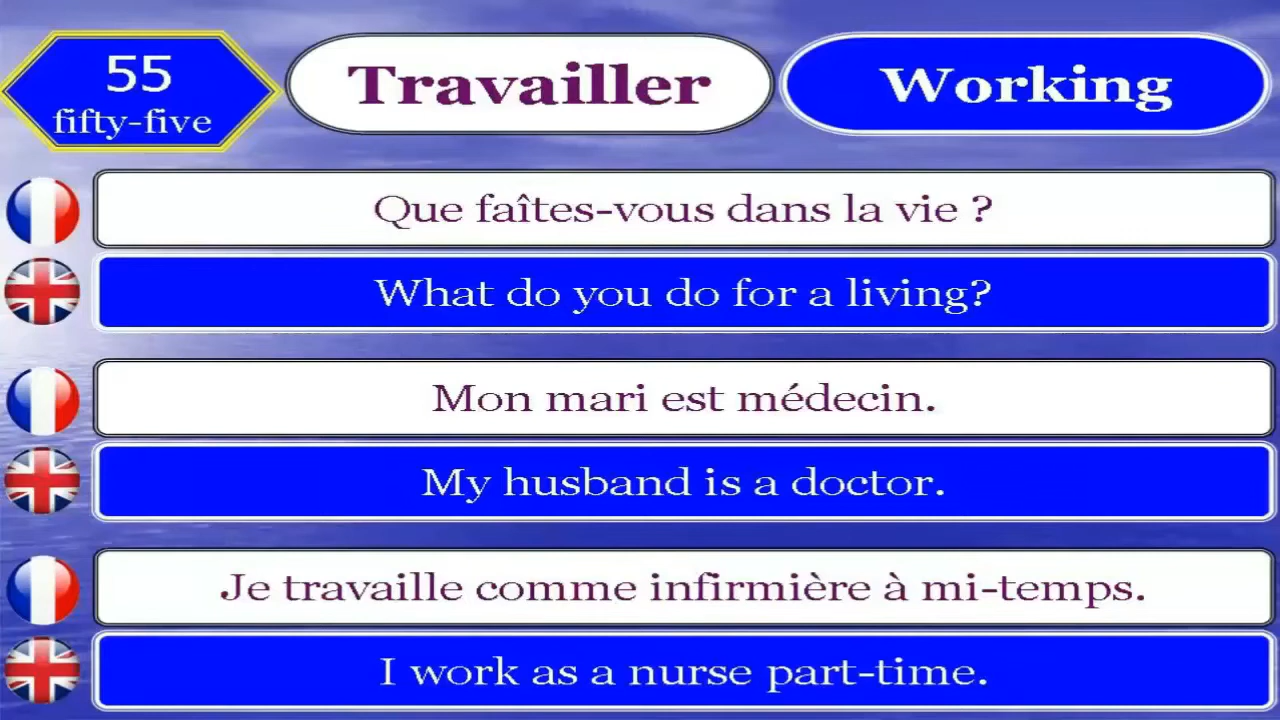 55
fifty-five
Travailler
Working
Que faîtes-vous dans la vie ?
What do you do for a living?
Mon mari est médecin.
My husband is a doctor.
Je travaille comme infirmière à mi-temps.
I work as a nurse part-time.